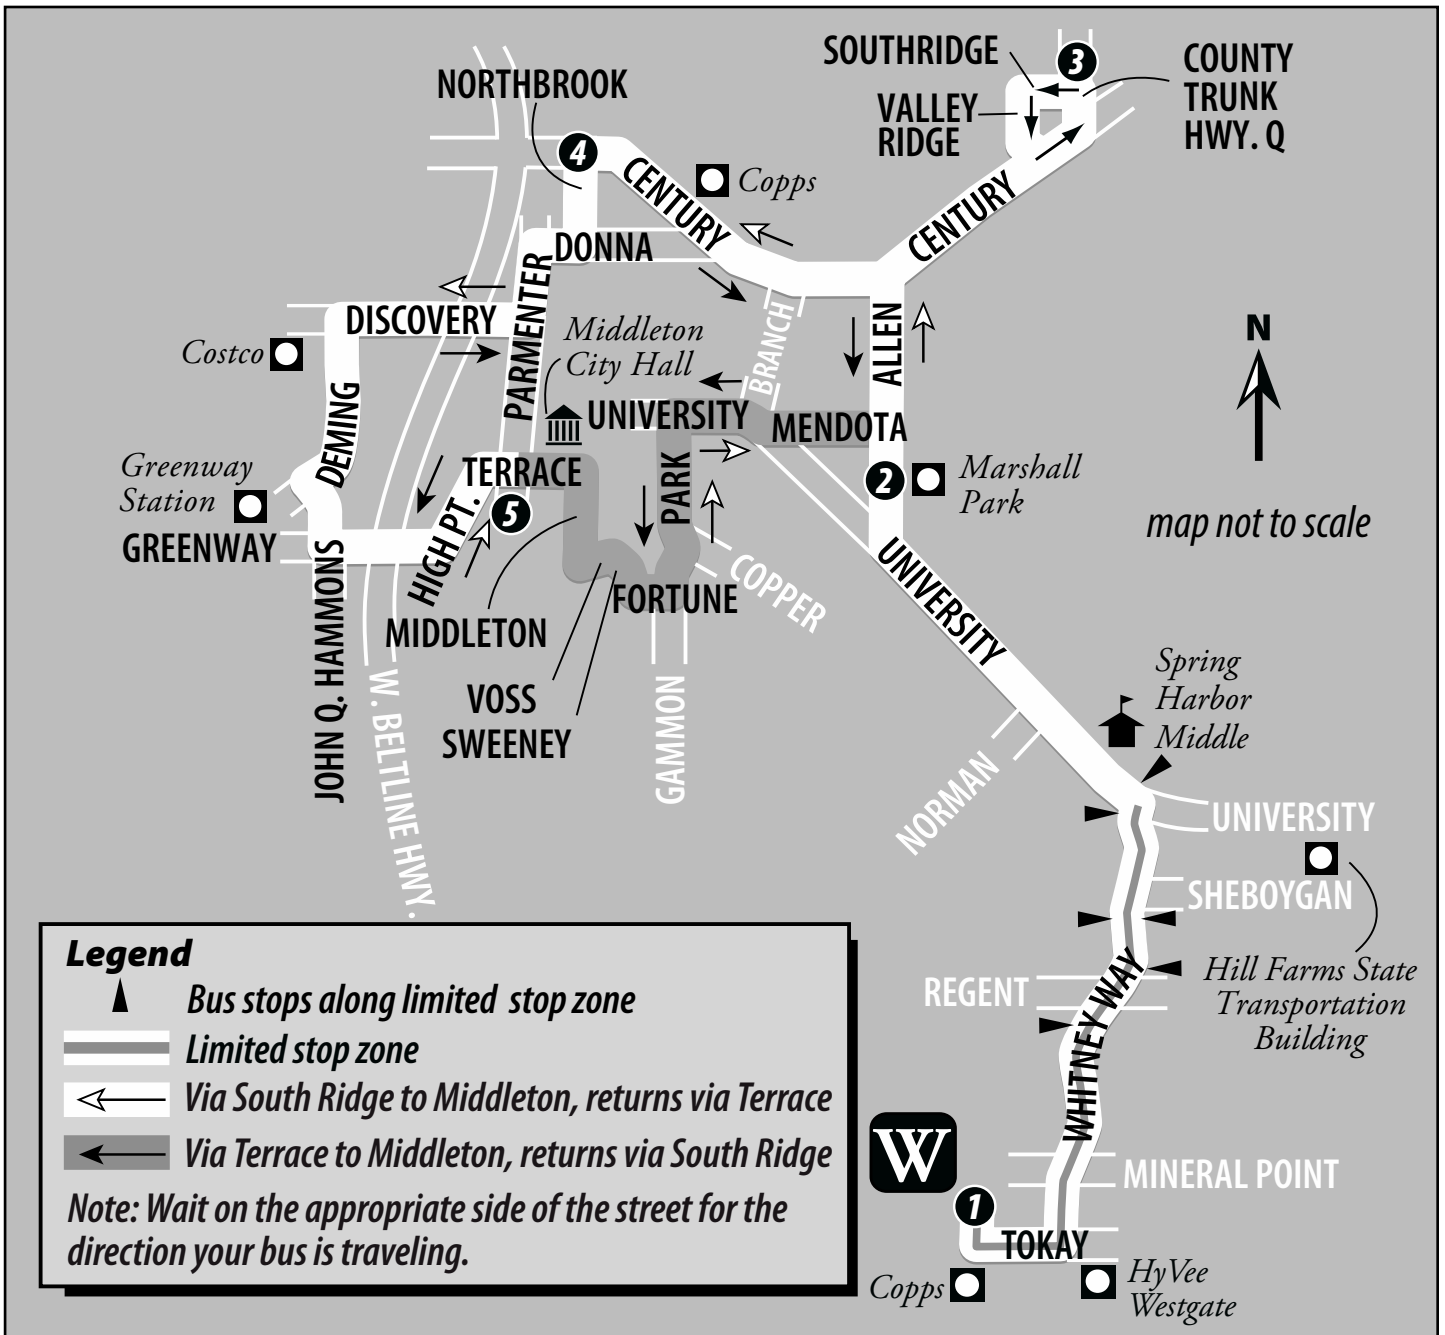 SOUTHRIDGE
3
COUNTY
TRUNK
HWY. Q
NORTHBROOK
VALLEY
RIDGE
4
CENTURY
Copps
CENTURY
DONNA
PARMENTER
DISCOVERY
Middleton
City Hall
BRANCH
ALLEN
N
Costco
DEMING
UNIVERSITY
MENDOTA
Greenway
Station
TERRACE
PARK
2
Marshall
Park
map not to scale
5
HIGH PT.
GREENWAY
JOHN Q. HAMMONS
UNIVERSITY
COPPER
FORTUNE
MIDDLETON
W. BELTLINE HWY.
VOSS
SWEENEY
GAMMON
Spring
Harbor
Middle
NORMAN
UNIVERSITY
SHEBOYGAN
Hill Farms State
Transportation
Building
REGENT
WHITNEY WAY
W
MINERAL POINT
1
TOKAY
Copps
HyVee
Westgate
Legend
Bus stops along limited stop zone
Limited stop zone
Via South Ridge to Middleton, returns via Terrace
Via Terrace to Middleton, returns via South Ridge
Note: Wait on the appropriate side of the street for the
direction your bus is traveling.